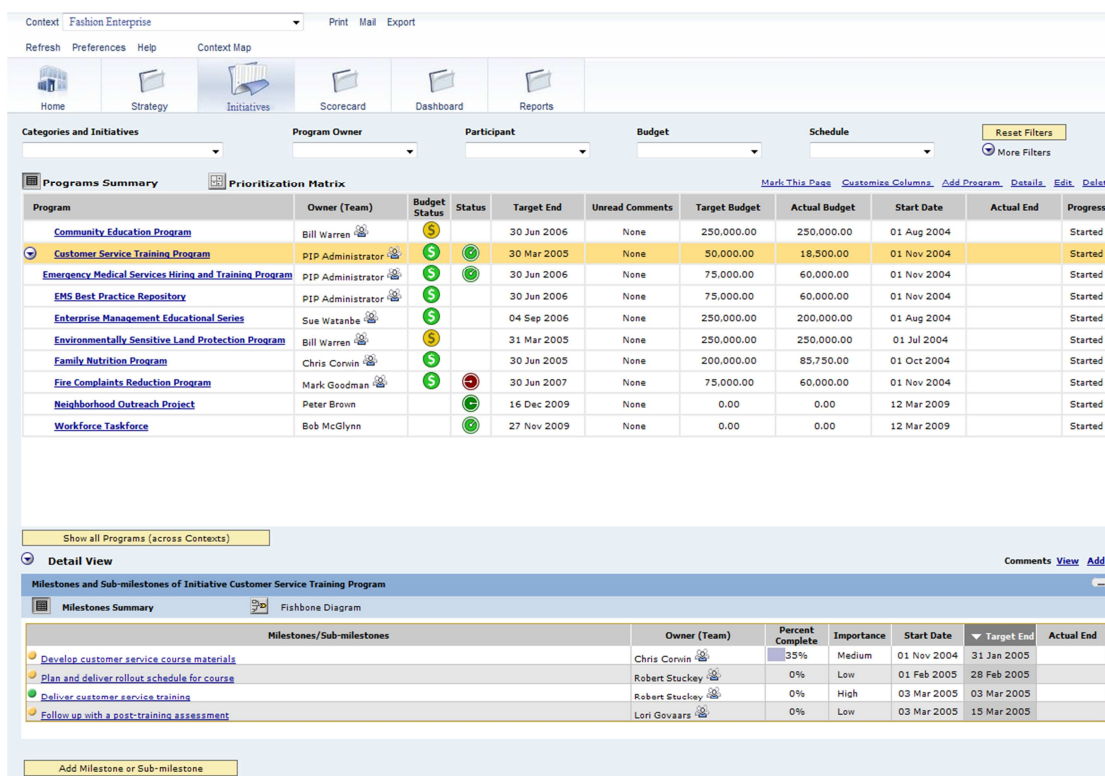 Context Fashion Enterprise Print Mail Export
Refresh Preferences Help Context Map
Home Strategy Initiatives Scorecard Dashboard Reports
Categories and Initiatives Program Owner Participant Budget Schedule Reset Filters
More Filters
Programs Summary Prioritization Matrix Mark This Page Customize Columns Add Program Details Edit Delet
Program Owner (Team) Budget Status Status Target End Unread Comments Target Budget Actual Budget Start Date Actual End Progress
Community Education Program Bill Warren $ 30 Jun 2006 None 250,000.00 250,000.00 01 Aug 2004 Started
Customer Service Training Program PIP Administrator $ 30 Mar 2005 None 50,000.00 18,500.00 01 Nov 2004 Started
Emergency Medical Services Hiring and Training Program PIP Administrator $ 30 Jun 2006 None 75,000.00 60,000.00 01 Nov 2004 Started
EMS Best Practice Repository PIP Administrator $ 30 Jun 2006 None 75,000.00 60,000.00 01 Nov 2004 Started
Enterprise Management Educational Series Sue Watanbe $ 04 Sep 2006 None 250,000.00 200,000.00 01 Aug 2004 Started
Environmentally Sensitive Land Protection Program Bill Warren $ 31 Mar 2005 None 250,000.00 250,000.00 01 Jul 2004 Started
Family Nutrition Program Chris Corwin $ 30 Jun 2005 None 200,000.00 85,750.00 01 Oct 2004 Started
Fire Complaints Reduction Program Mark Goodman $ 30 Jun 2007 None 75,000.00 60,000.00 01 Nov 2004 Started
Neighborhood Outreach Project Peter Brown 16 Dec 2009 None 0.00 0.00 12 Mar 2009 Started
Workforce Taskforce Bob McGlynn 27 Nov 2009 None 0.00 0.00 12 Mar 2009 Started
Show all Programs (across Contexts)
Detail View Comments View Add
Milestones and Sub-milestones of Initiative Customer Service Training Program
Milestones Summary Fishbone Diagram
Milestones/Sub-milestones Owner (Team) Percent Complete Importance Start Date Target End Actual End
Develop customer service course materials Chris Corwin 35% Medium 01 Nov 2004 31 Jan 2005
Plan and deliver rollout schedule for course Robert Stuckey 0% Low 01 Feb 2005 28 Feb 2005
Deliver customer service training Robert Stuckey 0% High 03 Mar 2005 03 Mar 2005
Follow up with a post-training assessment Lori Govaars 0% Low 03 Mar 2005 15 Mar 2005
Add Milestone or Sub-milestone